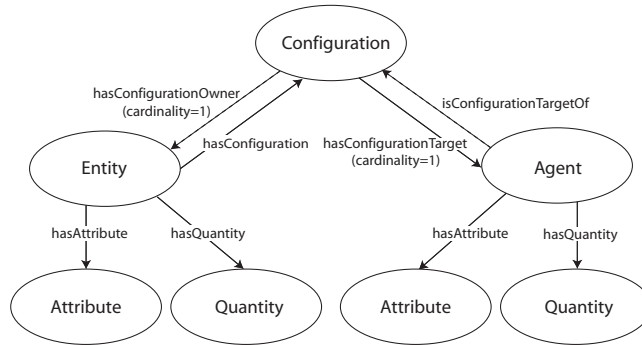 Configuration
hasConfigurationOwner
(cardinality=1)
isConfigurationTargetOf
hasConfiguration
hasConfigurationTarget
(cardinality=1)
Entity
Agent
hasAttribute
hasQuantity
hasAttribute
hasQuantity
Attribute
Quantity
Attribute
Quantity